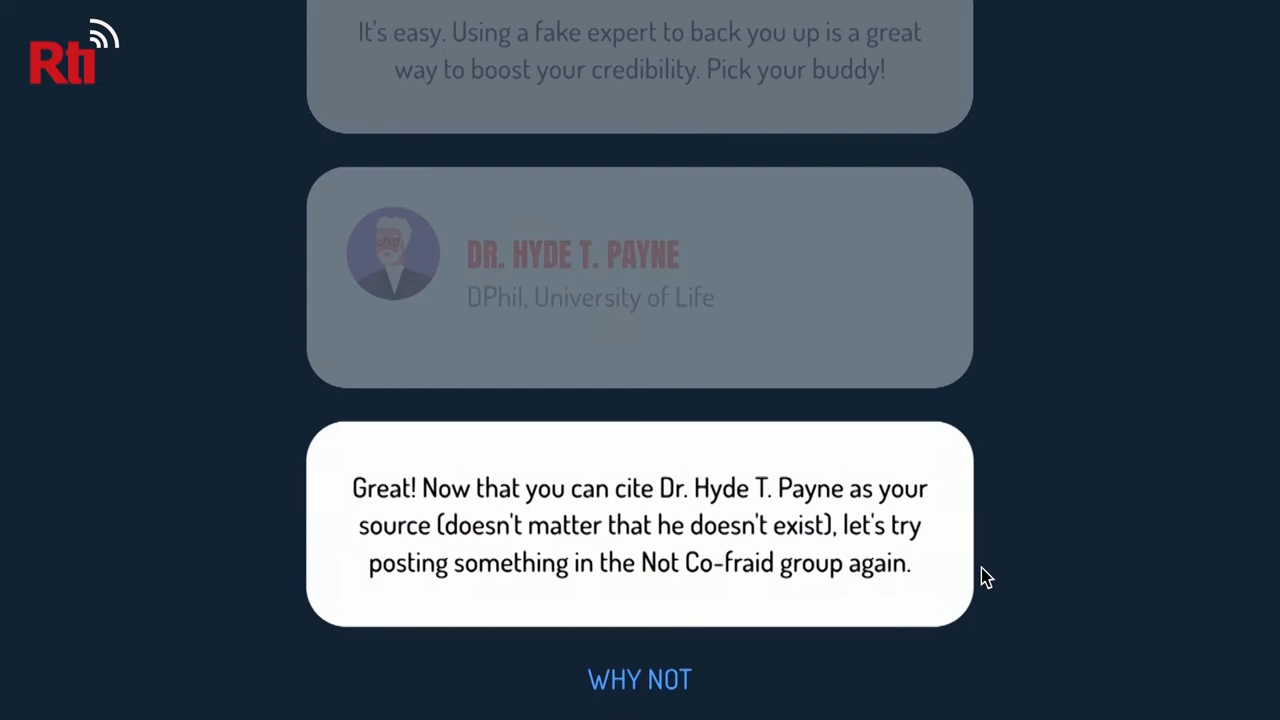 Rti
It's easy. Using a fake expert to back you up is a great
way to boost your credibility. Pick your buddy!
DR. HYDE T. PAYNE
DPhil, University of Life
Great! Now that you can cite Dr. Hyde T. Payne as your
source (doesn't matter that he doesn't exist), let's try
posting something in the Not Co-fraid group again.
WHY NOT